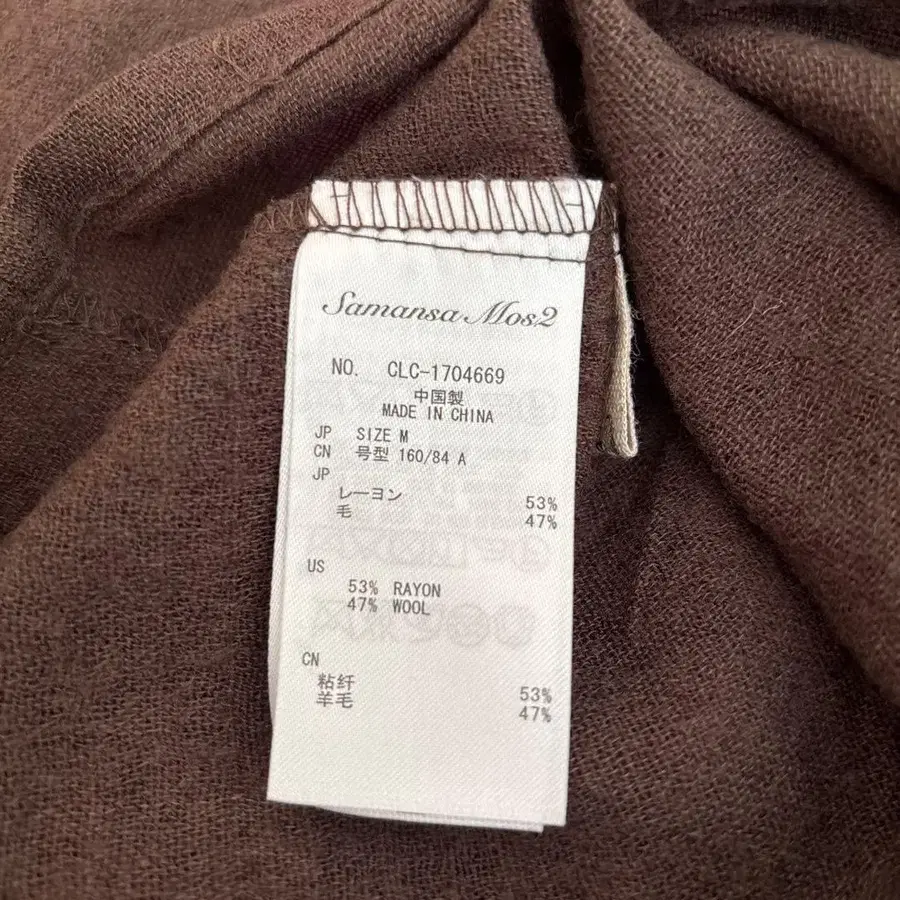 Samansa Mos2
NO. CLC-1704669
中国製
MADE IN CHINA
JP SIZE M
CN 号型 160/84 A
JP
レーヨン 53%
毛 47%
US
53% RAYON
47% WOOL
CN
粘纤 53%
羊毛 47%